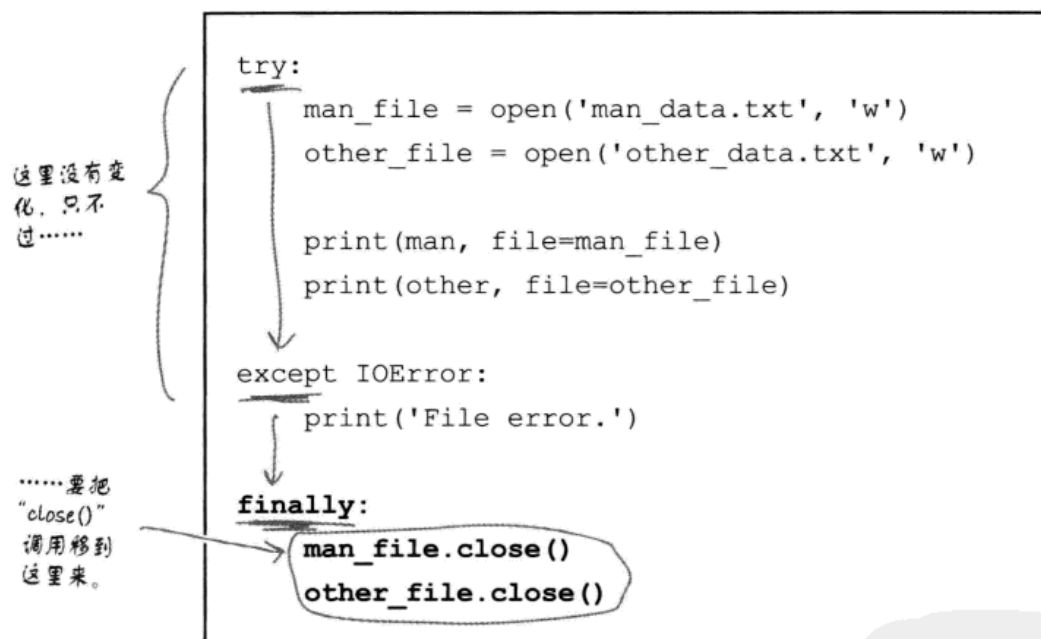 try:
man_file = open('man_data.txt', 'w')
other_file = open('other_data.txt', 'w')
这里没有变
化，只不
过……
print(man, file=man_file)
print(other, file=other_file)
except IOError:
print('File error.')
……要把
“close()”
调用移到
这里来。
finally:
man_file.close()
other_file.close()